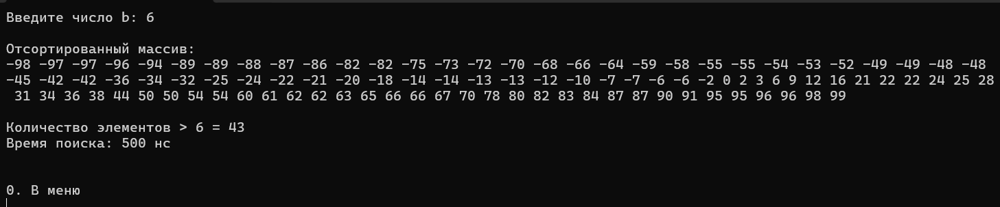 Введите число b: 6
Отсортированный массив:
-98 -97 -97 -96 -94 -89 -89 -88 -87 -86 -82 -82 -75 -73 -72 -70 -68 -66 -64 -59 -58 -55 -55 -54 -53 -52 -49 -49 -48 -48
-45 -42 -42 -36 -34 -32 -25 -24 -22 -21 -20 -18 -14 -14 -13 -13 -12 -10 -7 -7 -6 -6 -2 0 2 3 6 9 12 16 21 22 22 24 25 28
31 34 36 38 44 50 50 54 54 60 61 62 62 63 65 66 66 67 70 78 80 82 83 84 87 87 90 91 95 95 96 96 98 99
Количество элементов > 6 = 43
Время поиска: 500 нс
0. В меню